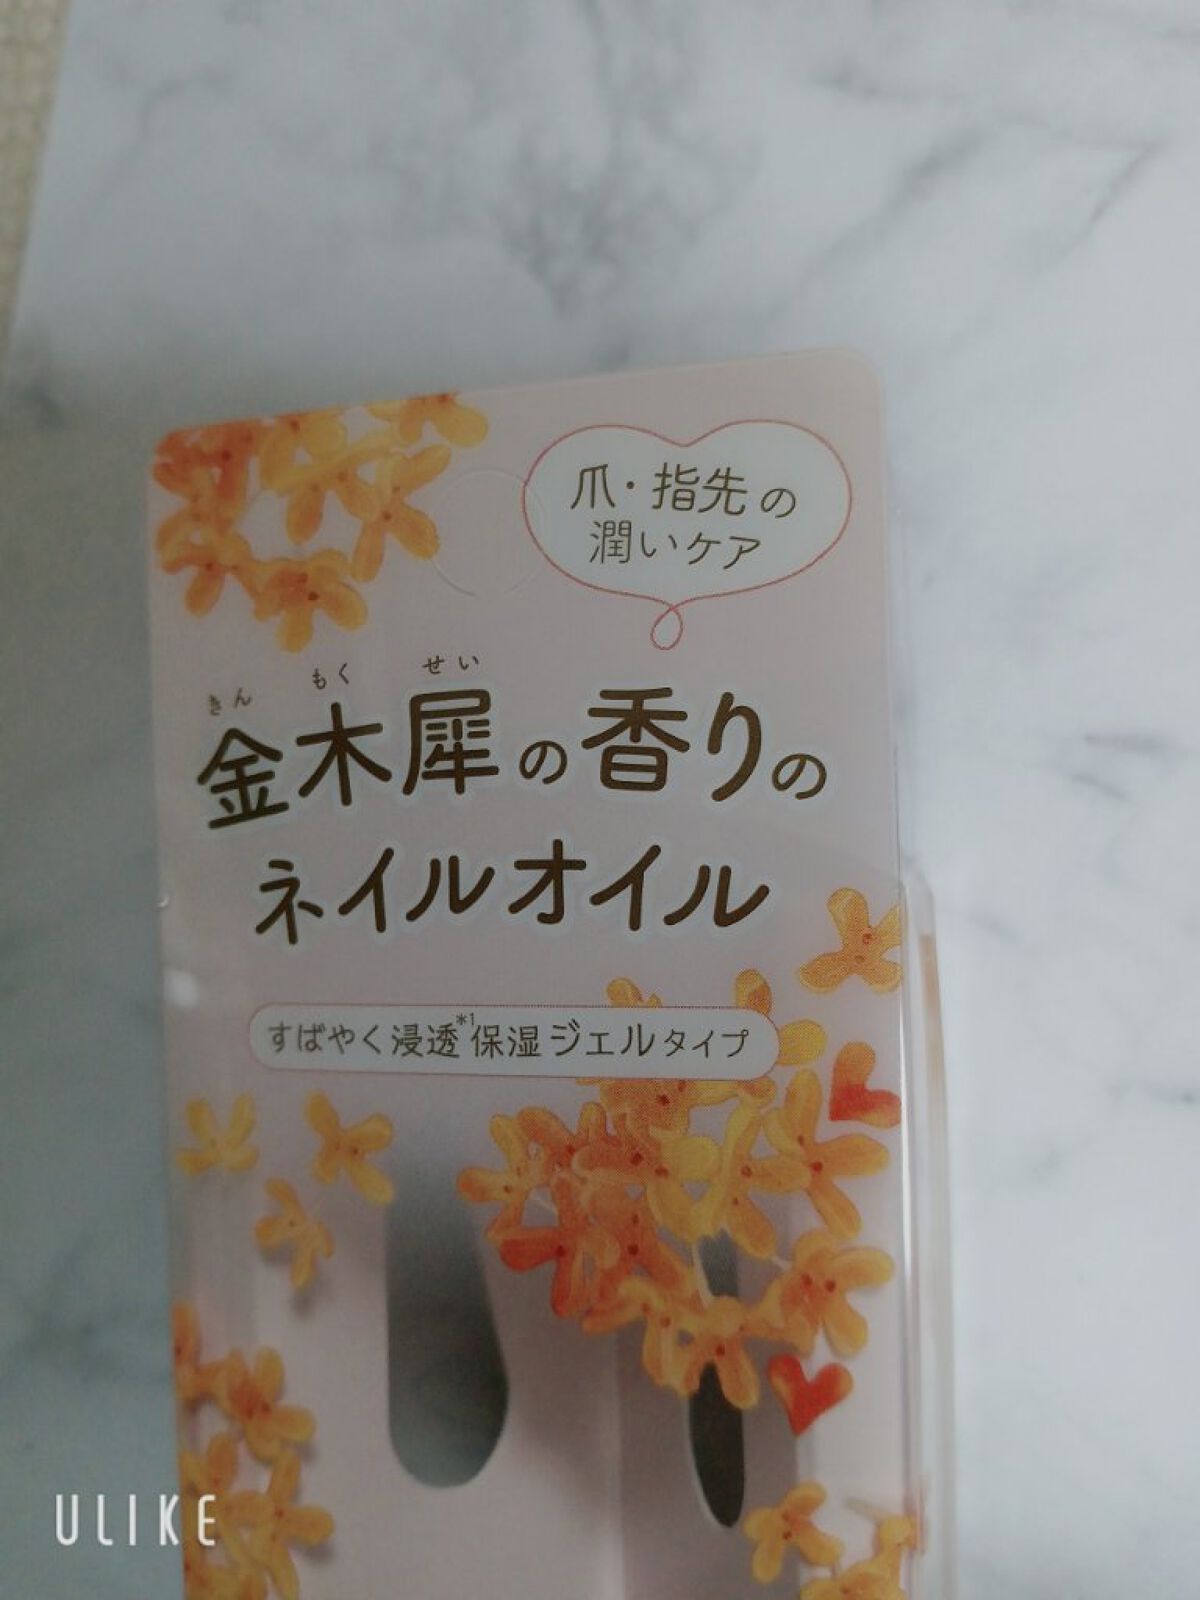 爪・指先の
潤いケア
きん もく せい
金木犀の香りの
ネイルオイル
すばやく浸透*1保湿ジェルタイプ
ULIKE